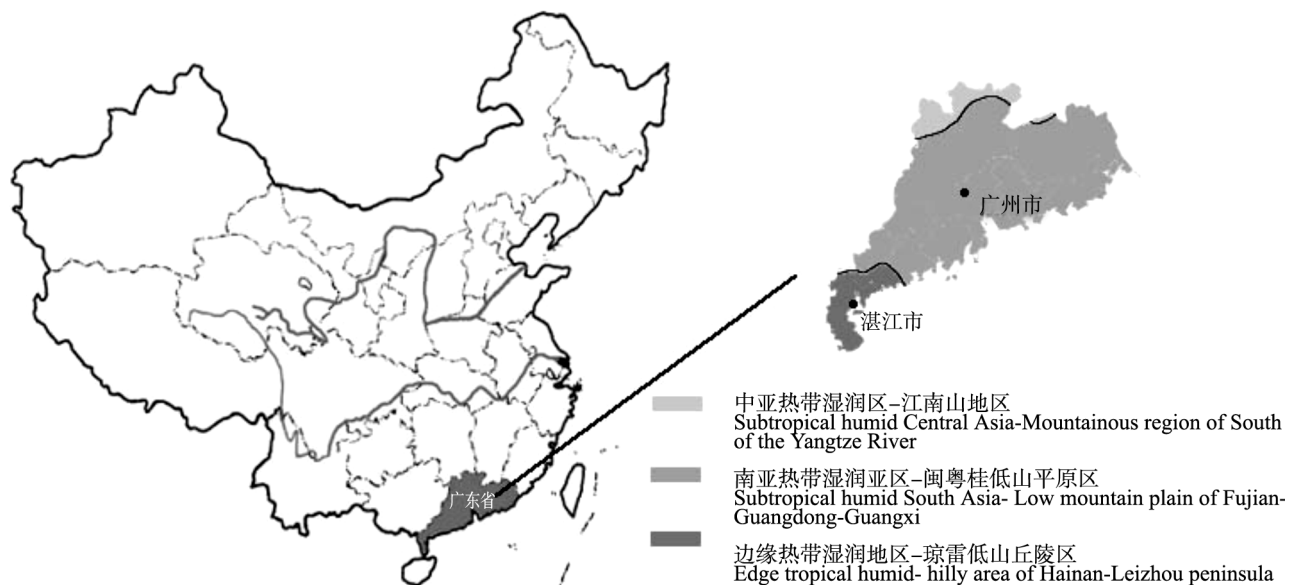 广州市
湛江市
广东省
中亚热带湿润区-江南山地区
Subtropical humid Central Asia-Mountainous region of South
of the Yangtze River
南亚热带湿润亚区-闽粤桂低山平原区
Subtropical humid South Asia- Low mountain plain of Fujian-
Guangdong-Guangxi
边缘热带湿润地区-琼雷低山丘陵区
Edge tropical humid- hilly area of Hainan-Leizhou peninsula